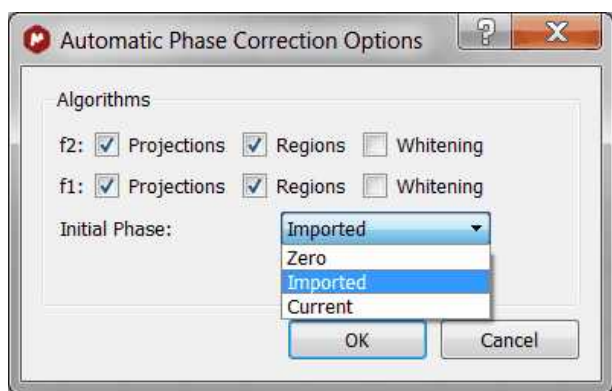 Automatic Phase Correction Options
Algorithms
f2: Projections Regions Whitening
f1: Projections Regions Whitening
Initial Phase: Imported
Zero
Imported
Current
OK Cancel